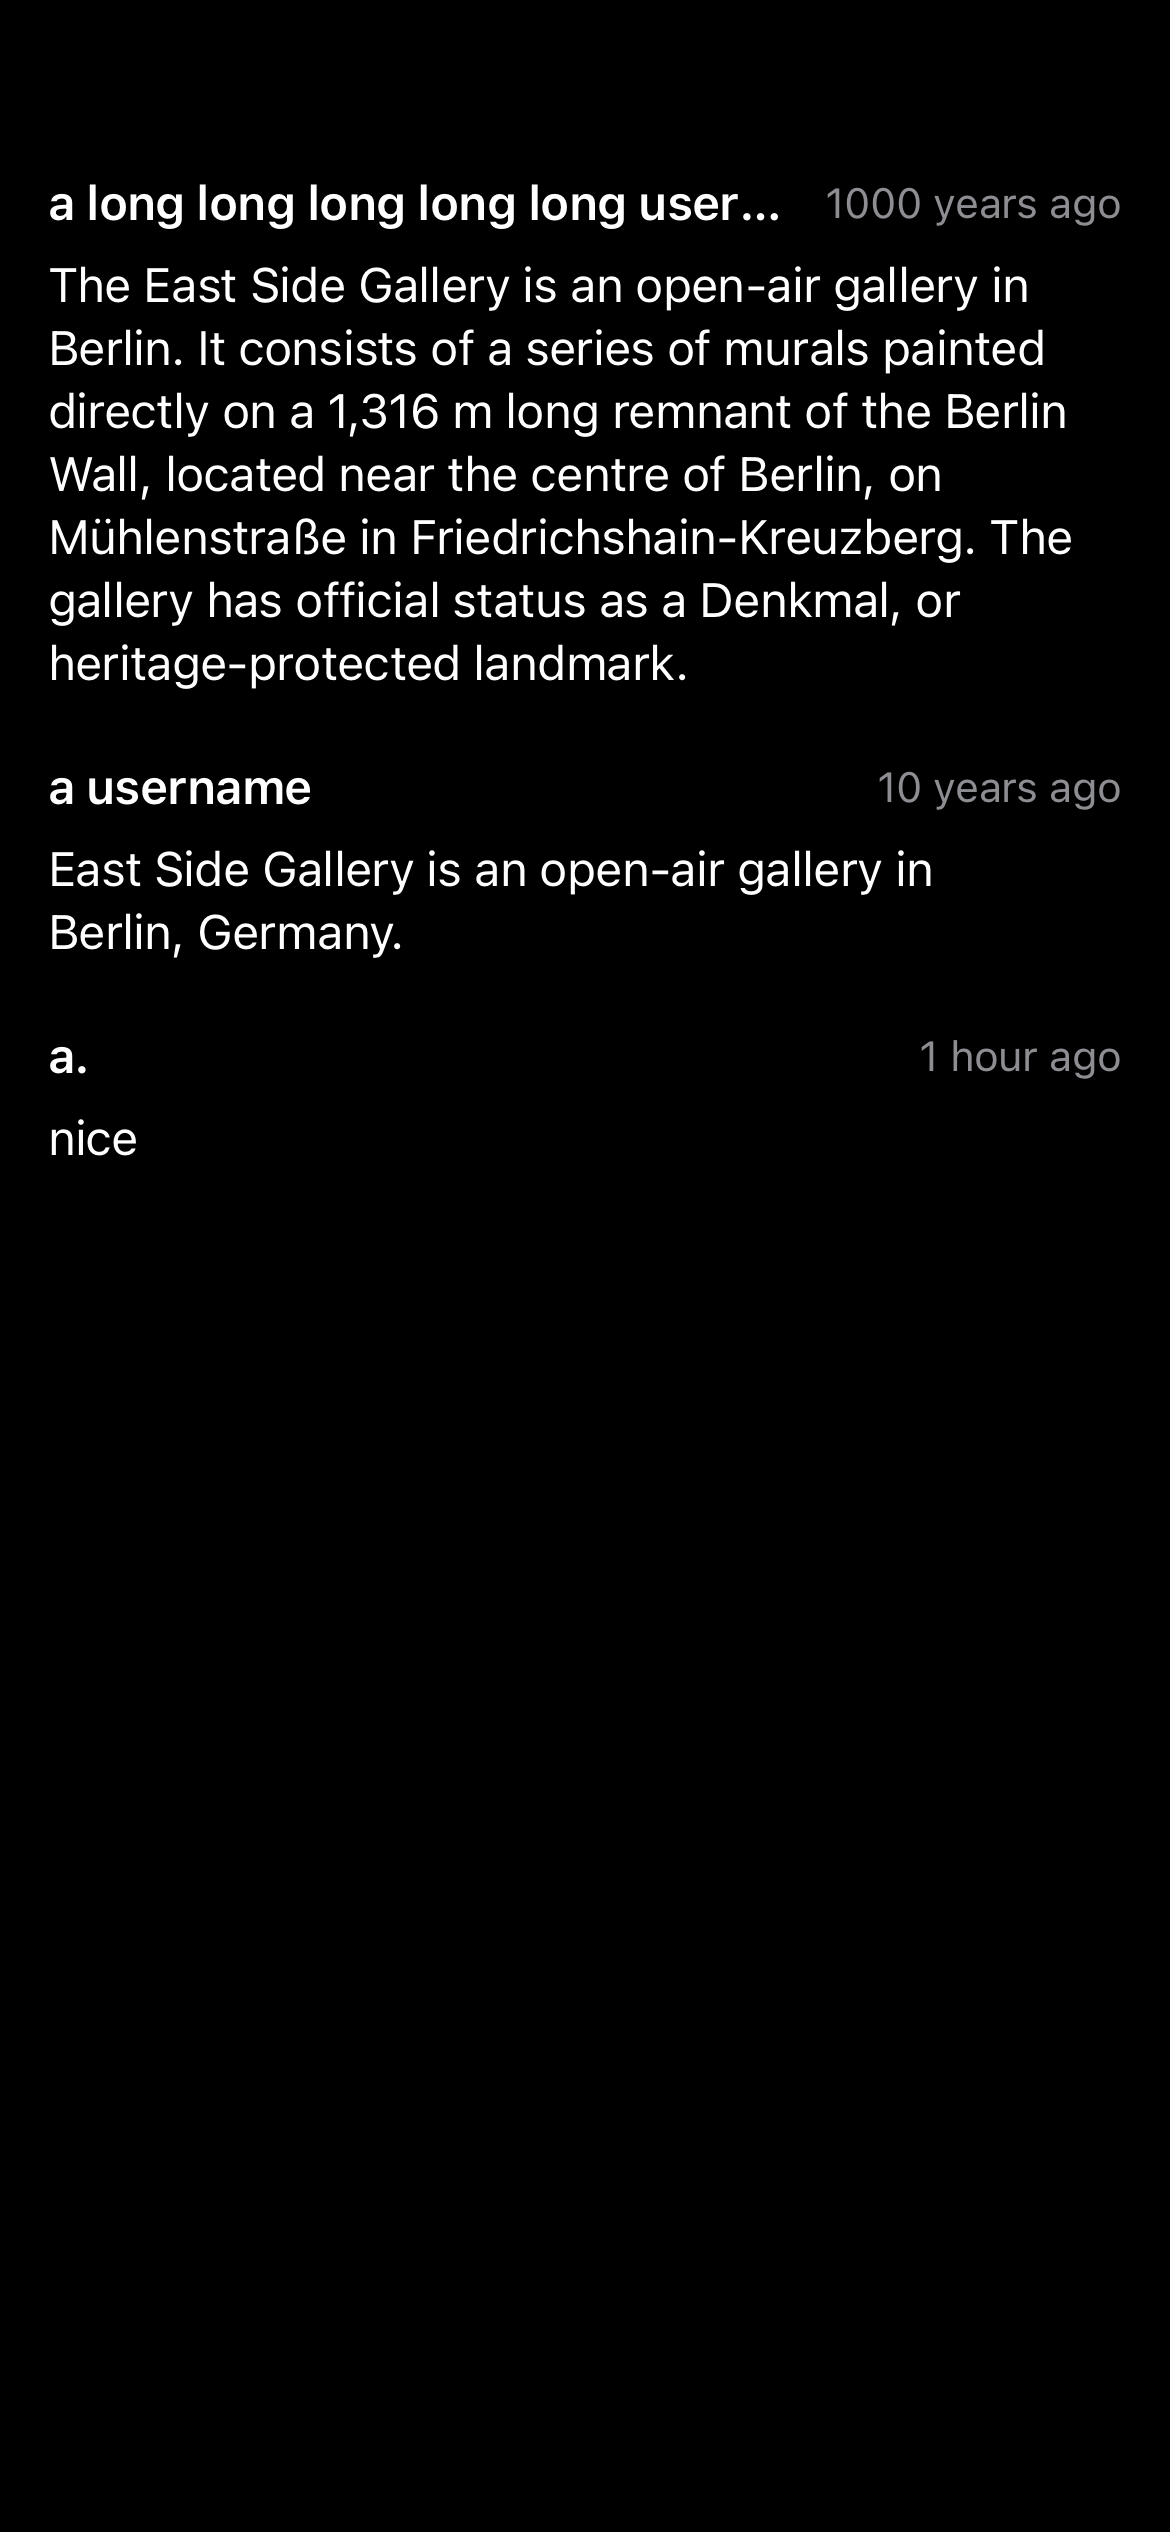 a long long long long long user... 1000 years ago
The East Side Gallery is an open-air gallery in
Berlin. It consists of a series of murals painted
directly on a 1,316 m long remnant of the Berlin
Wall, located near the centre of Berlin, on
Mühlenstraße in Friedrichshain-Kreuzberg. The
gallery has official status as a Denkmal, or
heritage-protected landmark.
a username 10 years ago
East Side Gallery is an open-air gallery in
Berlin, Germany.
a. 1 hour ago
nice